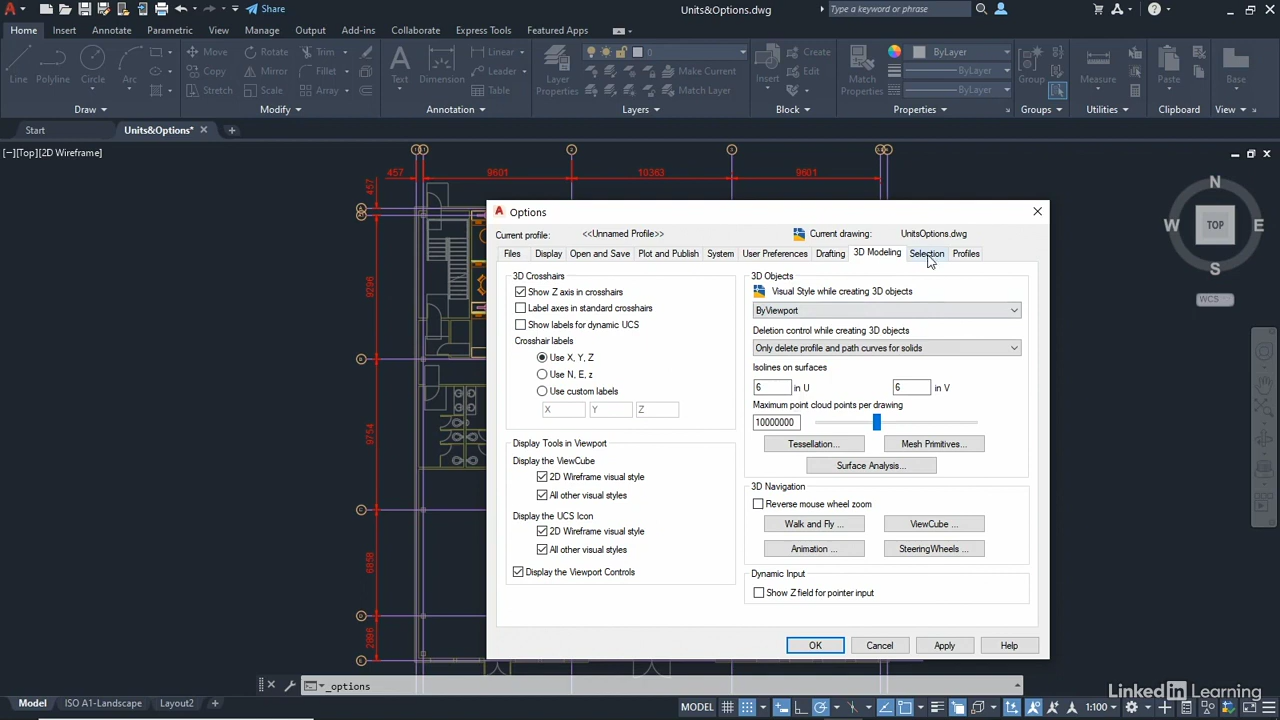 Share
Units&Options.dwg
Type a keyword or phrase
Home Insert Annotate Parametric View Manage Output Add-ins Collaborate Express Tools Featured Apps
Line Polyline Circle Arc
Move Rotate Trim
Copy Mirror Fillet
Stretch Scale Array
Text Dimension
Linear
Leader
Table
Layer Properties
0
Make Current
Match Layer
Insert
Create
Edit
Match Properties
ByLayer
ByLayer
ByLayer
Group
Measure
Paste
Base
Draw Modify Annotation Layers Block Properties Groups Utilities Clipboard View
Start Units&Options*
[−][Top][2D Wireframe]
457 9601 10363 9601
457
9296
9754
6858
2896
N
W TOP E
S
WCS
Options
Current profile: <<Unnamed Profile>> Current drawing: UnitsOptions.dwg
Files Display Open and Save Plot and Publish System User Preferences Drafting 3D Modeling Selection Profiles
3D Crosshairs
Show Z axis in crosshairs
Label axes in standard crosshairs
Show labels for dynamic UCS
Crosshair labels
Use X, Y, Z
Use N, E, z
Use custom labels
X Y Z
Display Tools in Viewport
Display the ViewCube
2D Wireframe visual style
All other visual styles
Display the UCS Icon
2D Wireframe visual style
All other visual styles
Display the Viewport Controls
3D Objects
Visual Style while creating 3D objects
ByViewport
Deletion control while creating 3D objects
Only delete profile and path curves for solids
Isolines on surfaces
6 in U 6 in V
Maximum point cloud points per drawing
10000000
Tessellation... Mesh Primitives...
Surface Analysis...
3D Navigation
Reverse mouse wheel zoom
Walk and Fly ... ViewCube ...
Animation ... SteeringWheels ...
Dynamic Input
Show Z field for pointer input
OK Cancel Apply Help
_options
Linked in Learning
Model ISO A1-Landscape Layout2
MODEL
1:100